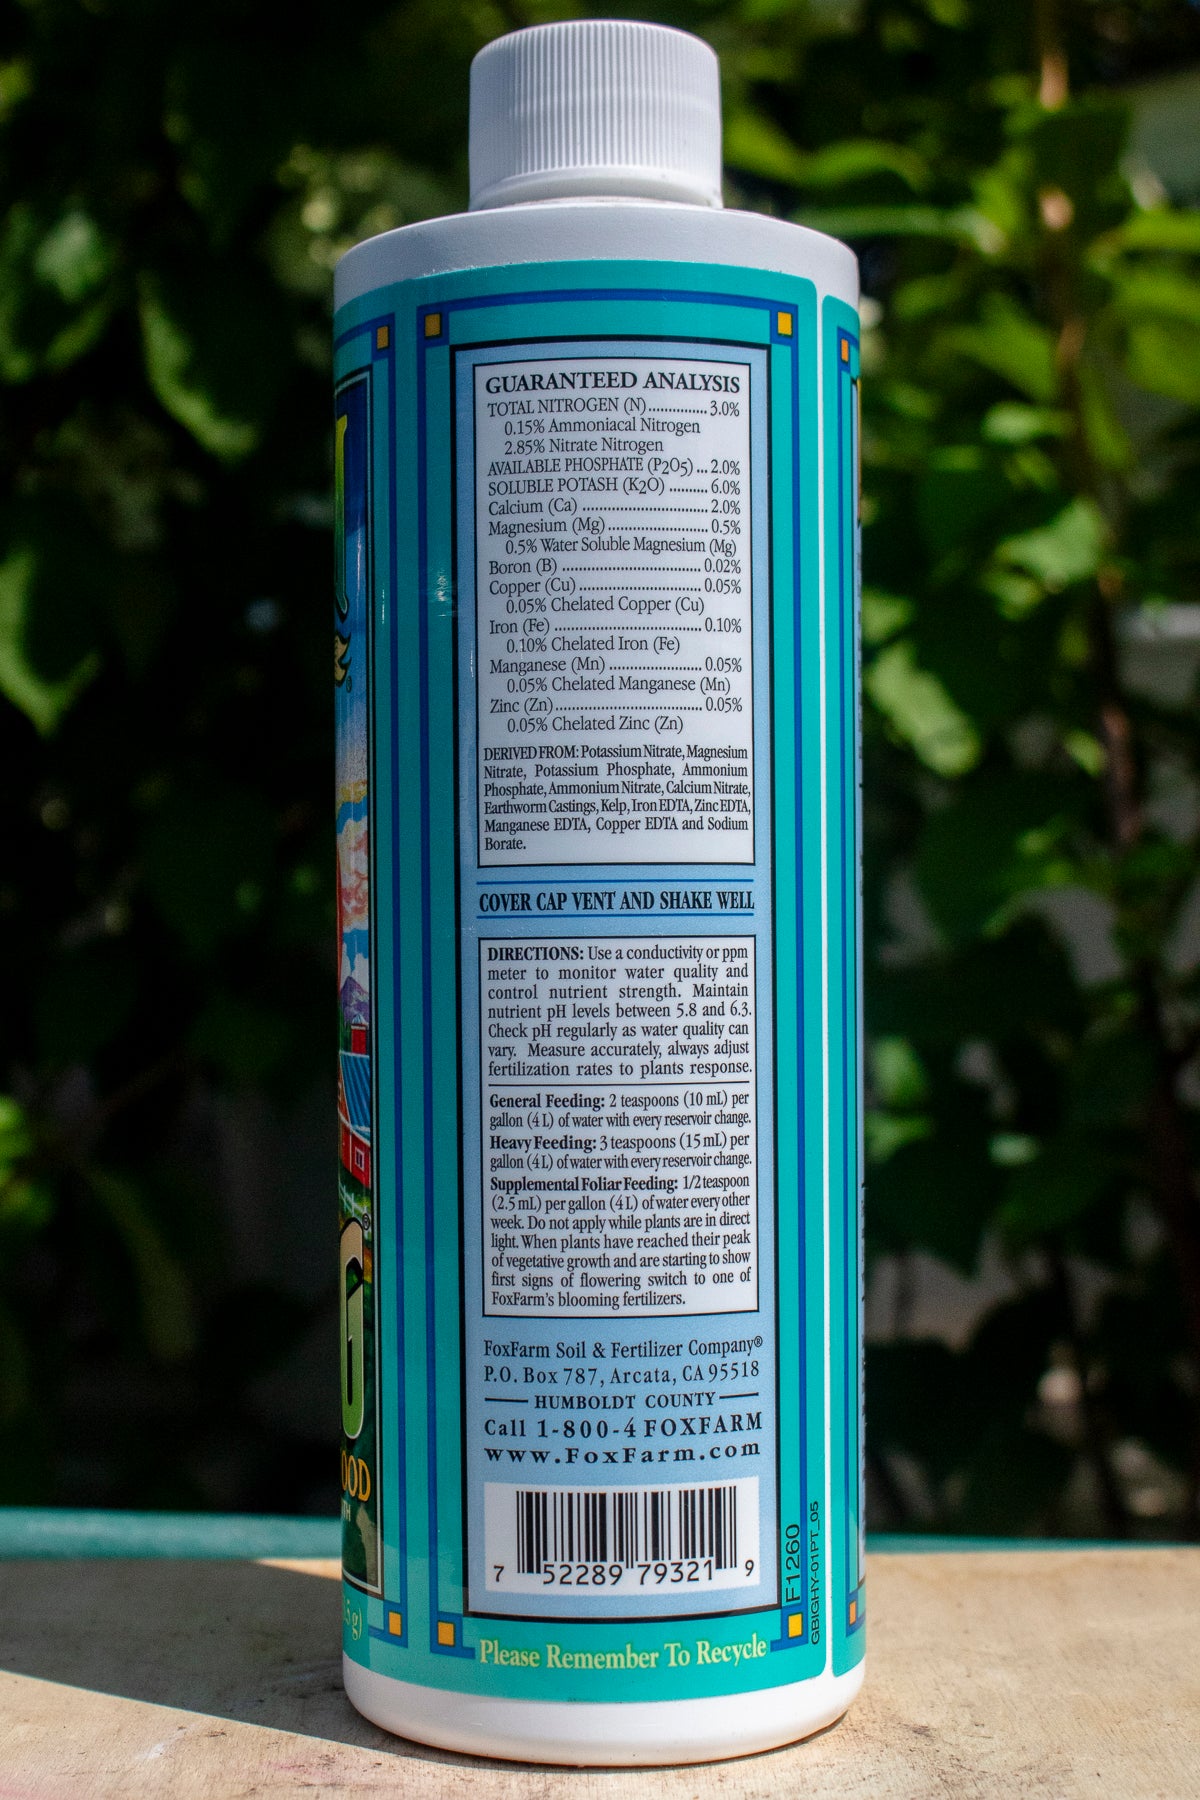 GUARANTEED ANALYSIS
TOTAL NITROGEN (N)............... 3.0%
0.15% Ammoniacal Nitrogen
2.85% Nitrate Nitrogen
AVAILABLE PHOSPHATE (P2O5) ... 2.0%
SOLUBLE POTASH (K2O) .......... 6.0%
Calcium (Ca) ................................ 2.0%
Magnesium (Mg) ......................... 0.5%
0.5% Water Soluble Magnesium (Mg)
Boron (B) ................................... 0.02%
Copper (Cu) ............................... 0.05%
0.05% Chelated Copper (Cu)
Iron (Fe) ..................................... 0.10%
0.10% Chelated Iron (Fe)
Manganese (Mn) ....................... 0.05%
0.05% Chelated Manganese (Mn)
Zinc (Zn) ..................................... 0.05%
0.05% Chelated Zinc (Zn)
DERIVED FROM: Potassium Nitrate, Magnesium
Nitrate, Potassium Phosphate, Ammonium
Phosphate, Ammonium Nitrate, Calcium Nitrate,
Earthworm Castings, Kelp, Iron EDTA, Zinc EDTA,
Manganese EDTA, Copper EDTA and Sodium
Borate.
COVER CAP VENT AND SHAKE WELL
DIRECTIONS: Use a conductivity or ppm
meter to monitor water quality and
control nutrient strength. Maintain
nutrient pH levels between 5.8 and 6.3.
Check pH regularly as water quality can
vary. Measure accurately, always adjust
fertilization rates to plants response.
General Feeding: 2 teaspoons (10 mL) per
gallon (4 L) of water with every reservoir change.
Heavy Feeding: 3 teaspoons (15 mL) per
gallon (4 L) of water with every reservoir change.
Supplemental Foliar Feeding: 1/2 teaspoon
(2.5 mL) per gallon (4 L) of water every other
week. Do not apply while plants are in direct
light. When plants have reached their peak
of vegetative growth and are starting to show
first signs of flowering switch to one of
FoxFarm's blooming fertilizers.
FoxFarm Soil & Fertilizer Company®
P.O. Box 787, Arcata, CA 95518
HUMBOLDT COUNTY
Call 1-800-4 FOXFARM
www.FoxFarm.com
7 52289 79321 9
F1260
GBIGHY-01PT_05
Please Remember To Recycle
G®
OOD